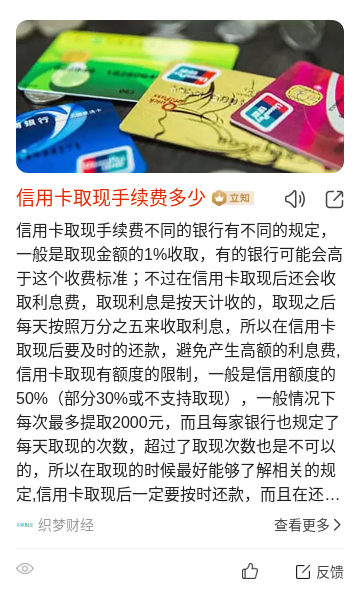 信用卡取现手续费多少 立知
信用卡取现手续费不同的银行有不同的规定，
一般是取现金额的1%收取，有的银行可能会高
于这个收费标准；不过在信用卡取现后还会收
取利息费，取现利息是按天计收的，取现之后
每天按照万分之五来收取利息，所以在信用卡
取现后要及时的还款，避免产生高额的利息费,
信用卡取现有额度的限制，一般是信用额度的
50%（部分30%或不支持取现），一般情况下
每次最多提取2000元，而且每家银行也规定了
每天取现的次数，超过了取现次数也是不可以
的，所以在取现的时候最好能够了解相关的规
定,信用卡取现后一定要按时还款，而且在还…
织梦财经 查看更多
反馈